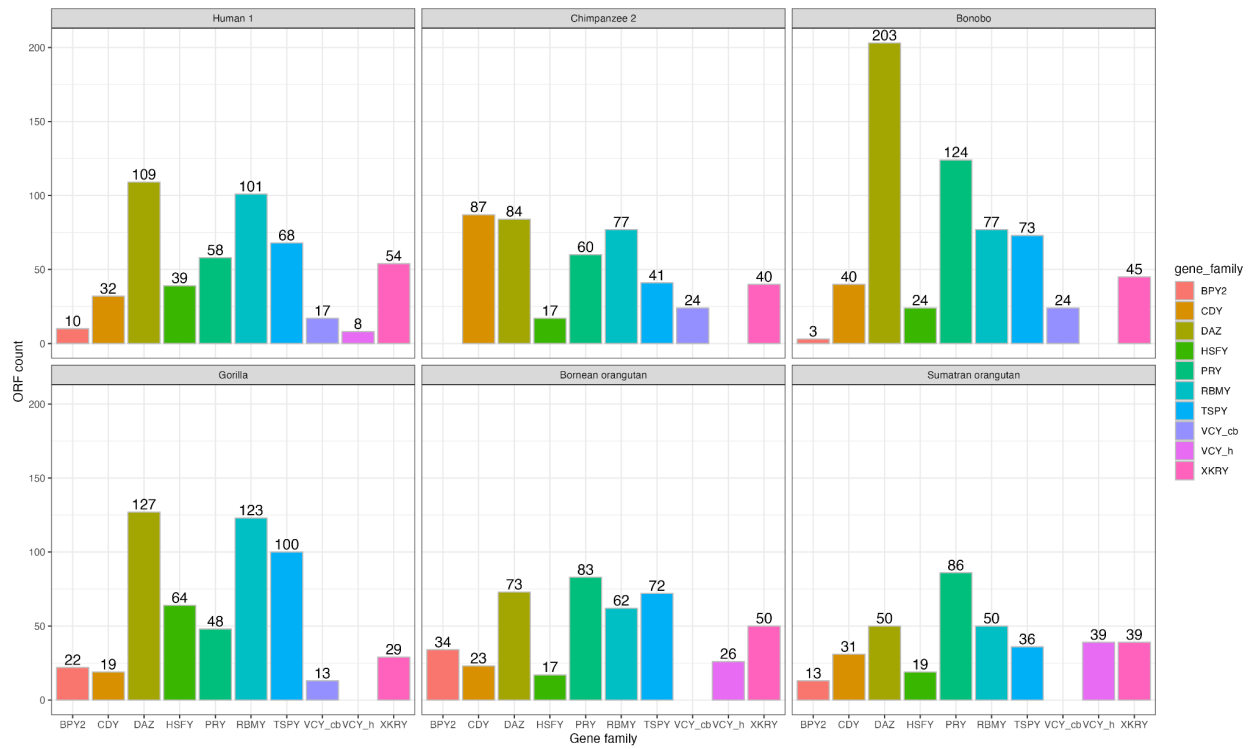 Human 1
Chimpanzee 2
Bonobo
200
150
100
50
0
10
32
109
39
58
101
68
17
8
54
87
84
17
60
77
41
24
40
3
40
203
24
124
77
73
24
45
Gorilla
Bornean orangutan
Sumatran orangutan
200
150
100
50
0
22
19
127
64
48
123
100
13
29
34
23
73
17
83
62
72
26
50
13
31
50
19
86
50
36
39
39
BPY2 CDY DAZ HSFY PRY RBMY TSPY VCY_cb VCY_h XKRY
BPY2 CDY DAZ HSFY PRY RBMY TSPY VCY_cb VCY_h XKRY
BPY2 CDY DAZ HSFY PRY RBMY TSPY VCY_cb VCY_h XKRY
Gene family
ORF count
gene_family
BPY2
CDY
DAZ
HSFY
PRY
RBMY
TSPY
VCY_cb
VCY_h
XKRY